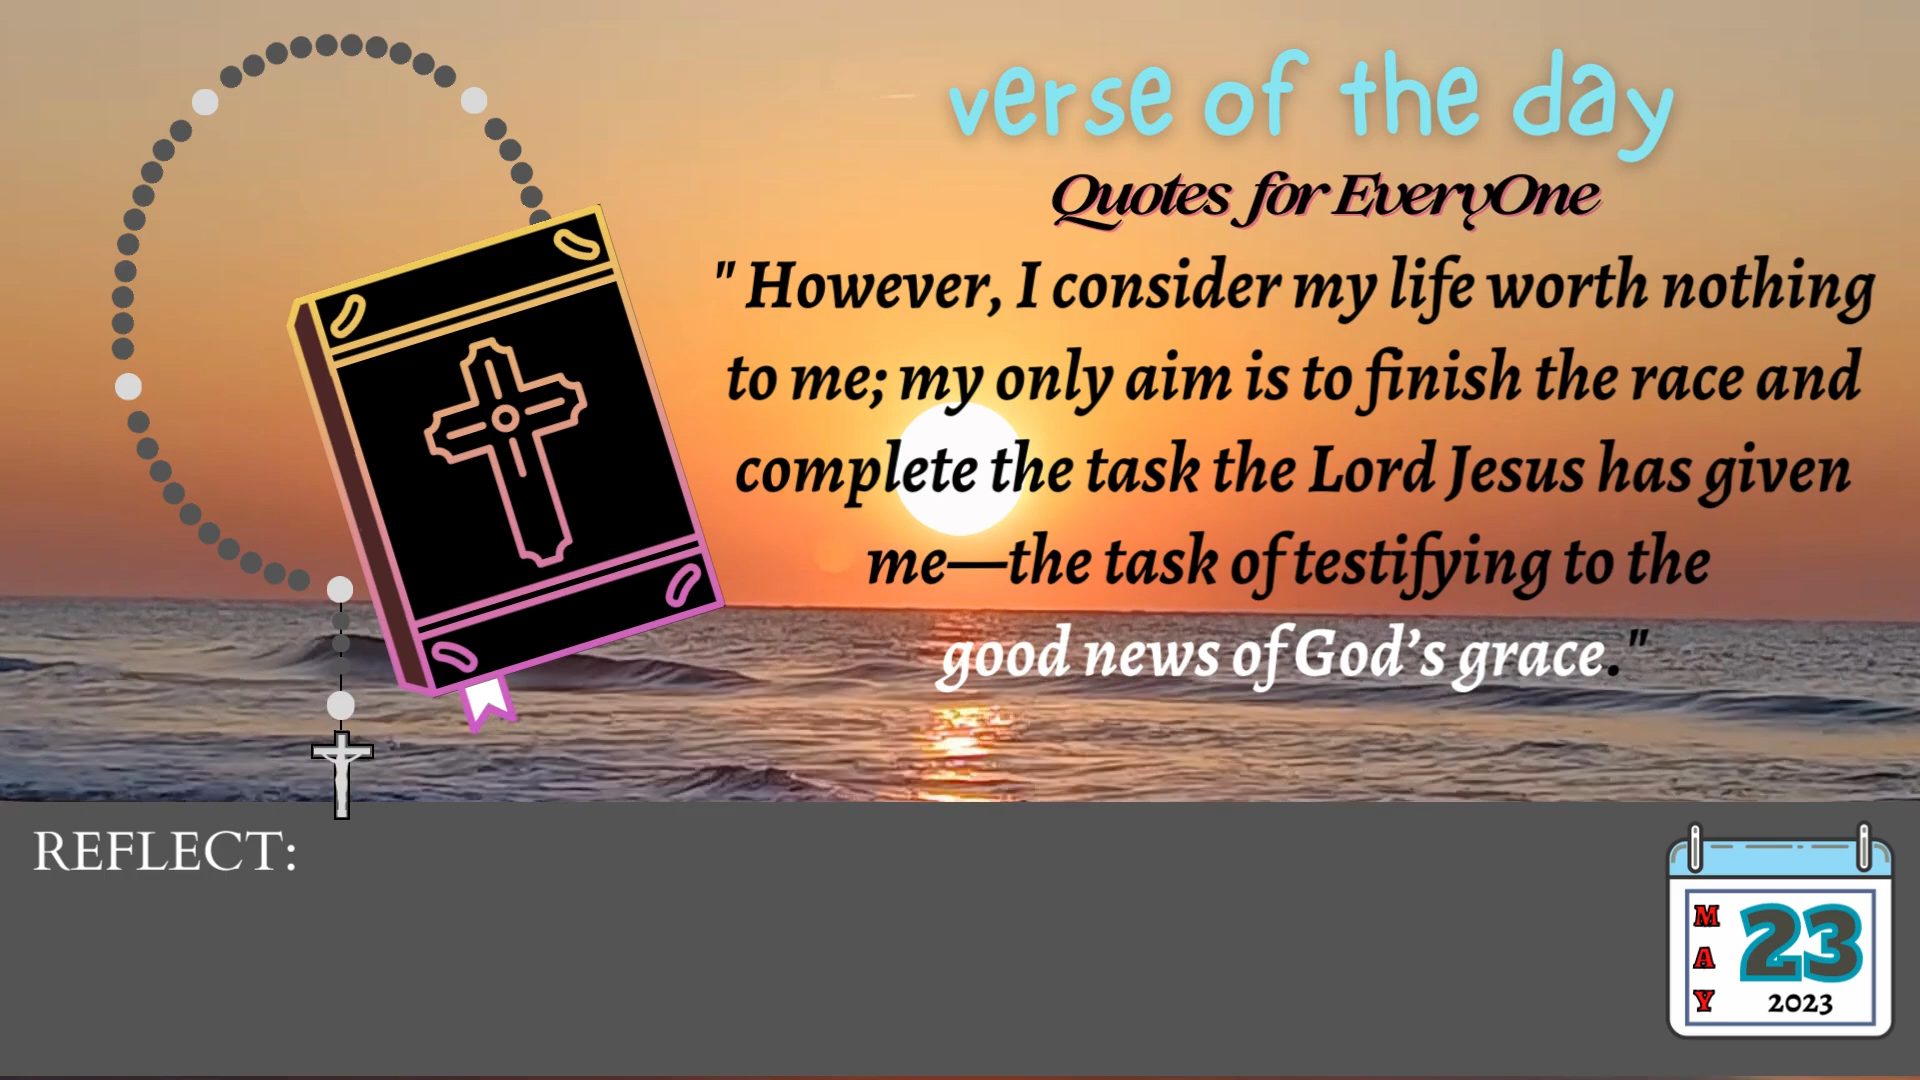 verse of the day
Quotes for EveryOne
" However, I consider my life worth nothing
to me; my only aim is to finish the race and
complete the task the Lord Jesus has given
me—the task of testifying to the
good news of God’s grace."
REFLECT:
MAY
23
2023